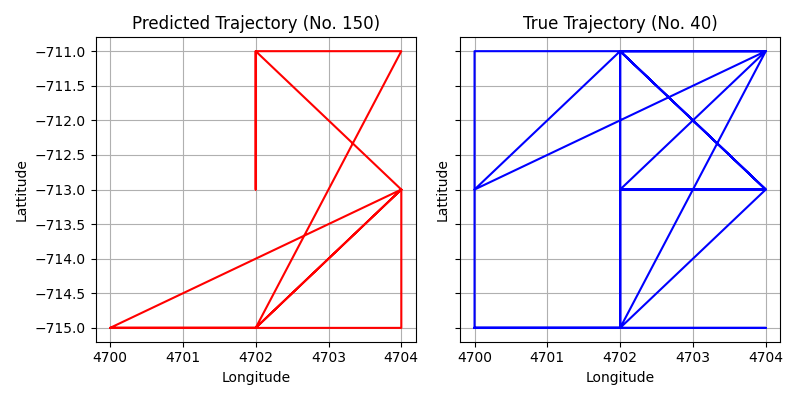 Predicted Trajectory (No. 150)
True Trajectory (No. 40)
−711.0
−711.5
−712.0
−712.5
−713.0
−713.5
−714.0
−714.5
−715.0
Lattitude
Lattitude
4700 4701 4702 4703 4704
4700 4701 4702 4703 4704
Longitude
Longitude